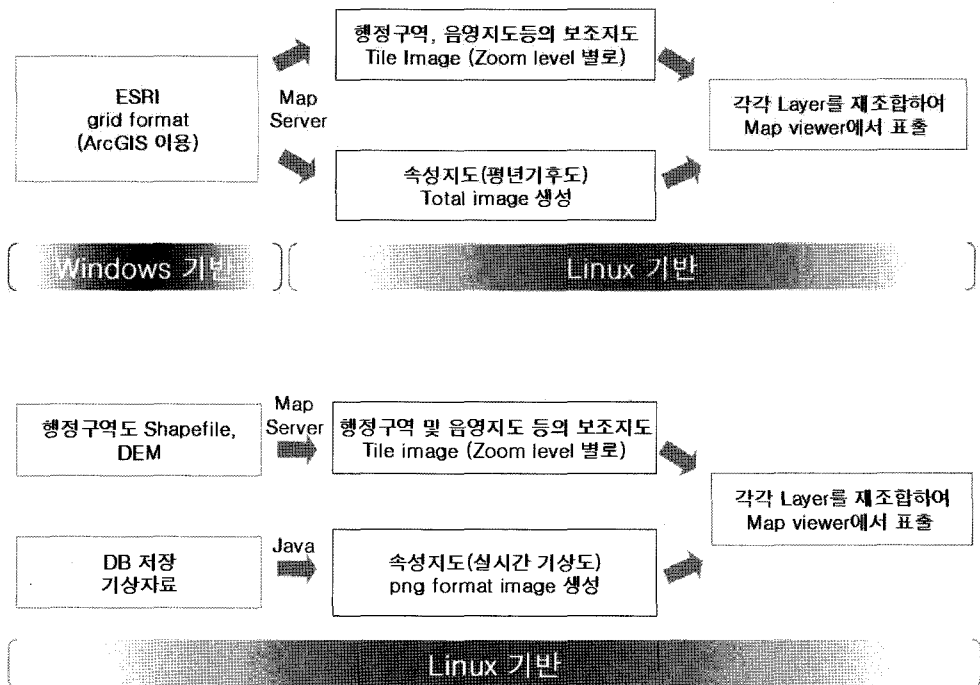 행정구역, 음영지도등의 보조지도
Tile Image (Zoom level 별로)
ESRI
grid format
(ArcGIS 이용)
Map
Server
각각 Layer를 재조합하여
Map viewer에서 표출
속성지도(평년기후도)
Total image 생성
Windows 기반
Linux 기반
행정구역도 Shapefile,
DEM
Map
Server
행정구역 및 음영지도 등의 보조지도
Tile image (Zoom level 별로)
각각 Layer를 재조합하여
Map viewer에서 표출
DB 저장
기상자료
Java
속성지도(실시간 기상도)
png format image 생성
Linux 기반